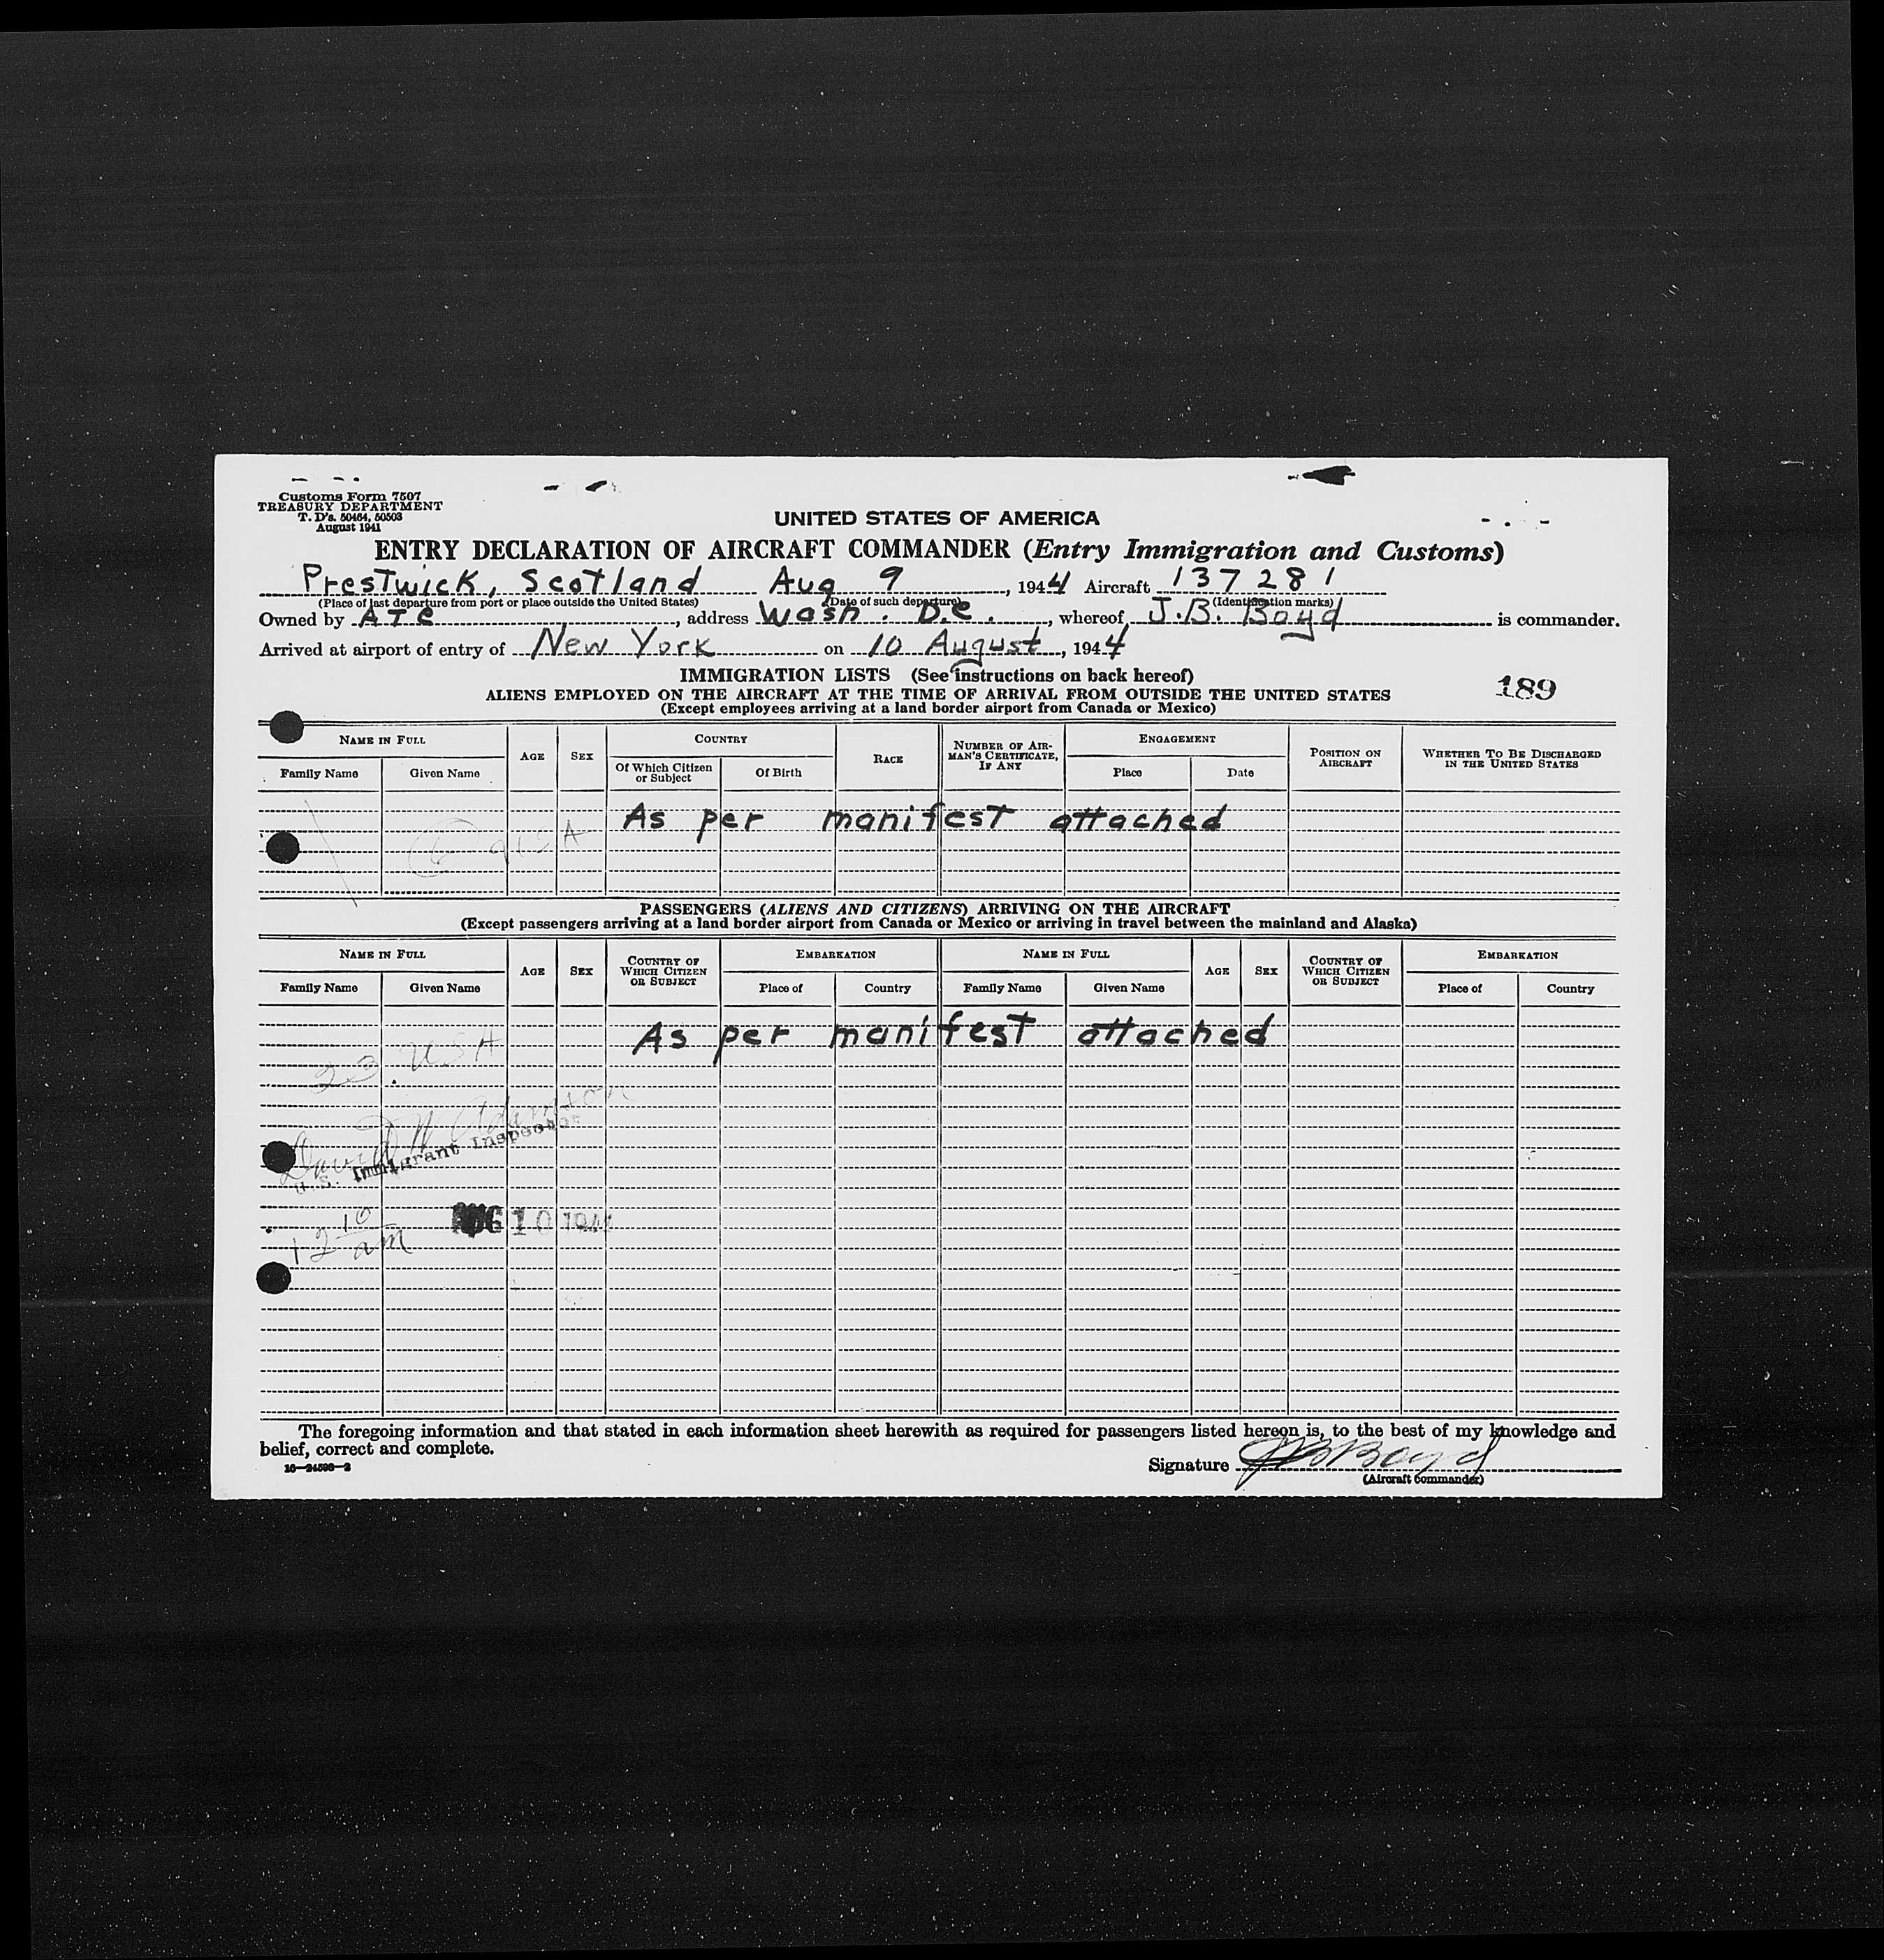 Customs Form 7507
TREASURY DEPARTMENT
T. D's. 50464, 50503
August 1941
UNITED STATES OF AMERICA
ENTRY DECLARATION OF AIRCRAFT COMMANDER (Entry Immigration and Customs)
Prestwick, Scotland Aug 9, 1944 Aircraft 137281
(Place of last departure from port or place outside the United States) (Date of such departure) (Identification marks)
Owned by ATC, address Wash. D.C., whereof J.B. Boyd is commander.
Arrived at airport of entry of New York on 10 August, 1944
IMMIGRATION LISTS (See instructions on back hereof)
189
ALIENS EMPLOYED ON THE AIRCRAFT AT THE TIME OF ARRIVAL FROM OUTSIDE THE UNITED STATES
(Except employees arriving at a land border airport from Canada or Mexico)
NAME IN FULL AGE SEX COUNTRY RACE NUMBER OF AIRMAN'S CERTIFICATE, IF ANY ENGAGEMENT POSITION ON AIRCRAFT WHETHER TO BE DISCHARGED IN THE UNITED STATES
Family Name Given Name Of Which Citizen or Subject Of Birth Place Date
As per manifest attached
USA
PASSENGERS (ALIENS AND CITIZENS) ARRIVING ON THE AIRCRAFT
(Except passengers arriving at a land border airport from Canada or Mexico or arriving in travel between the mainland and Alaska)
NAME IN FULL AGE SEX COUNTRY OF WHICH CITIZEN OR SUBJECT EMBARKATION NAME IN FULL AGE SEX COUNTRY OF WHICH CITIZEN OR SUBJECT EMBARKATION
Family Name Given Name Place of Country Family Name Given Name Place of Country
As per manifest attached
23 USA
David W
U.S. Immigrant Inspector
AUG 10 1944
12 10 am
The foregoing information and that stated in each information sheet herewith as required for passengers listed hereon is, to the best of my knowledge and
belief, correct and complete.
16—24598-2
Signature JB Boyd
(Aircraft Commander)